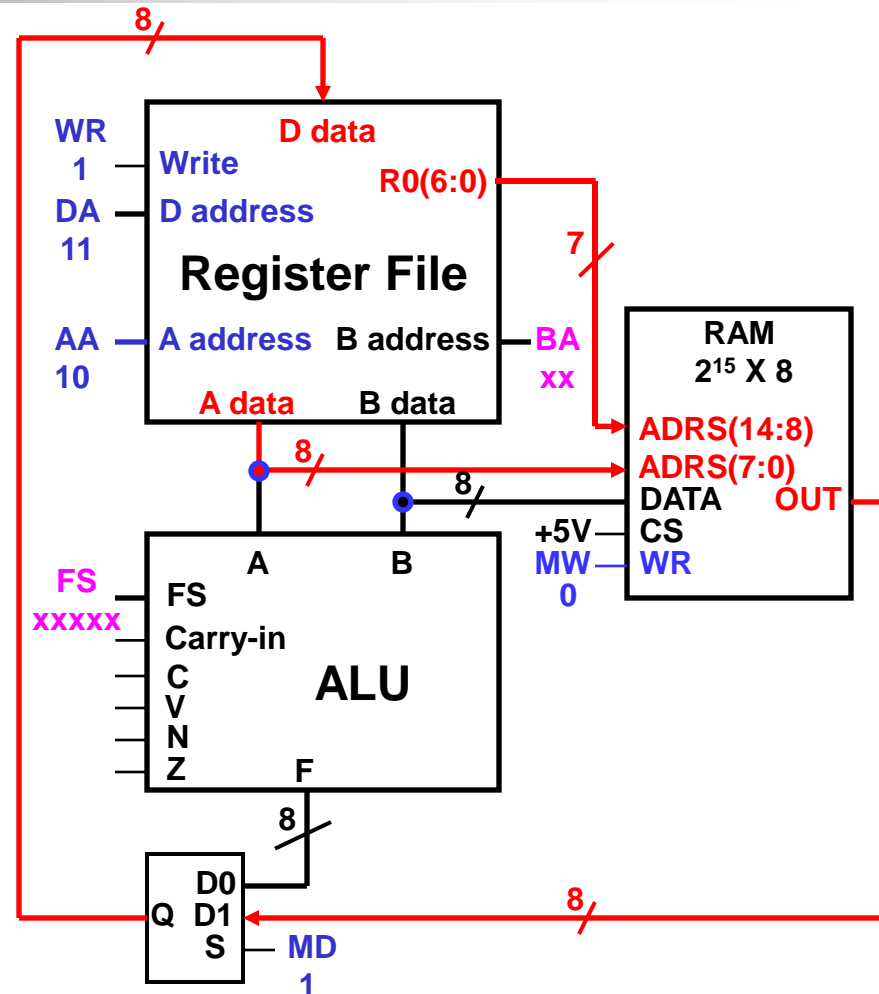 8
D data
WR
1
Write
R0(6:0)
DA
11
D address
7
Register File
AA
10
A address
B address
BA
xx
RAM
2¹⁵ X 8
A data
B data
ADRS(14:8)
8
ADRS(7:0)
8
DATA
OUT
+5V
CS
MW
0
WR
A
B
FS
xxxxx
FS
Carry-in
ALU
C
V
N
Z
F
8
D0
8
Q
D1
S
MD
1